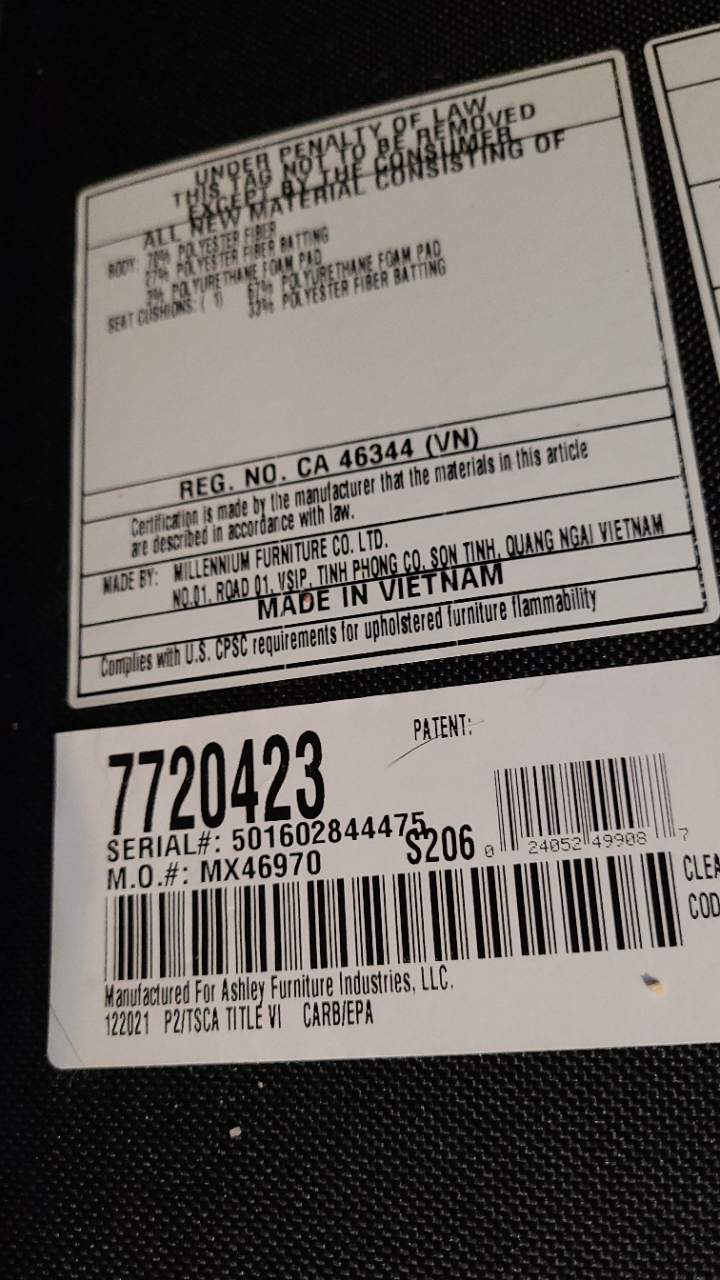 UNDER PENALTY OF LAW
THIS TAG NOT TO BE REMOVED
EXCEPT BY THE CONSUMER
ALL NEW MATERIAL CONSISTING OF
BODY: 70% POLYESTER FIBER
27% POLYESTER FIBER BATTING
3% POLYURETHANE FOAM PAD
SEAT CUSHIONS: ( 1) 67% POLYURETHANE FOAM PAD
33% POLYESTER FIBER BATTING
REG. NO. CA 46344 (VN)
Certification is made by the manufacturer that the materials in this article
are described in accordance with law.
MADE BY: MILLENNIUM FURNITURE CO. LTD.
NO.01, ROAD 01, VSIP, TINH PHONG CO, SON TINH, QUANG NGAI VIETNAM
MADE IN VIETNAM
Complies with U.S. CPSC requirements for upholstered furniture flammability
PATENT:
7720423
SERIAL#: 501602844475
S206
M.O.#: MX46970
0 24052 49908 7
CLEA
COD
Manufactured For Ashley Furniture Industries, LLC.
122021 P2/TSCA TITLE VI CARB/EPA